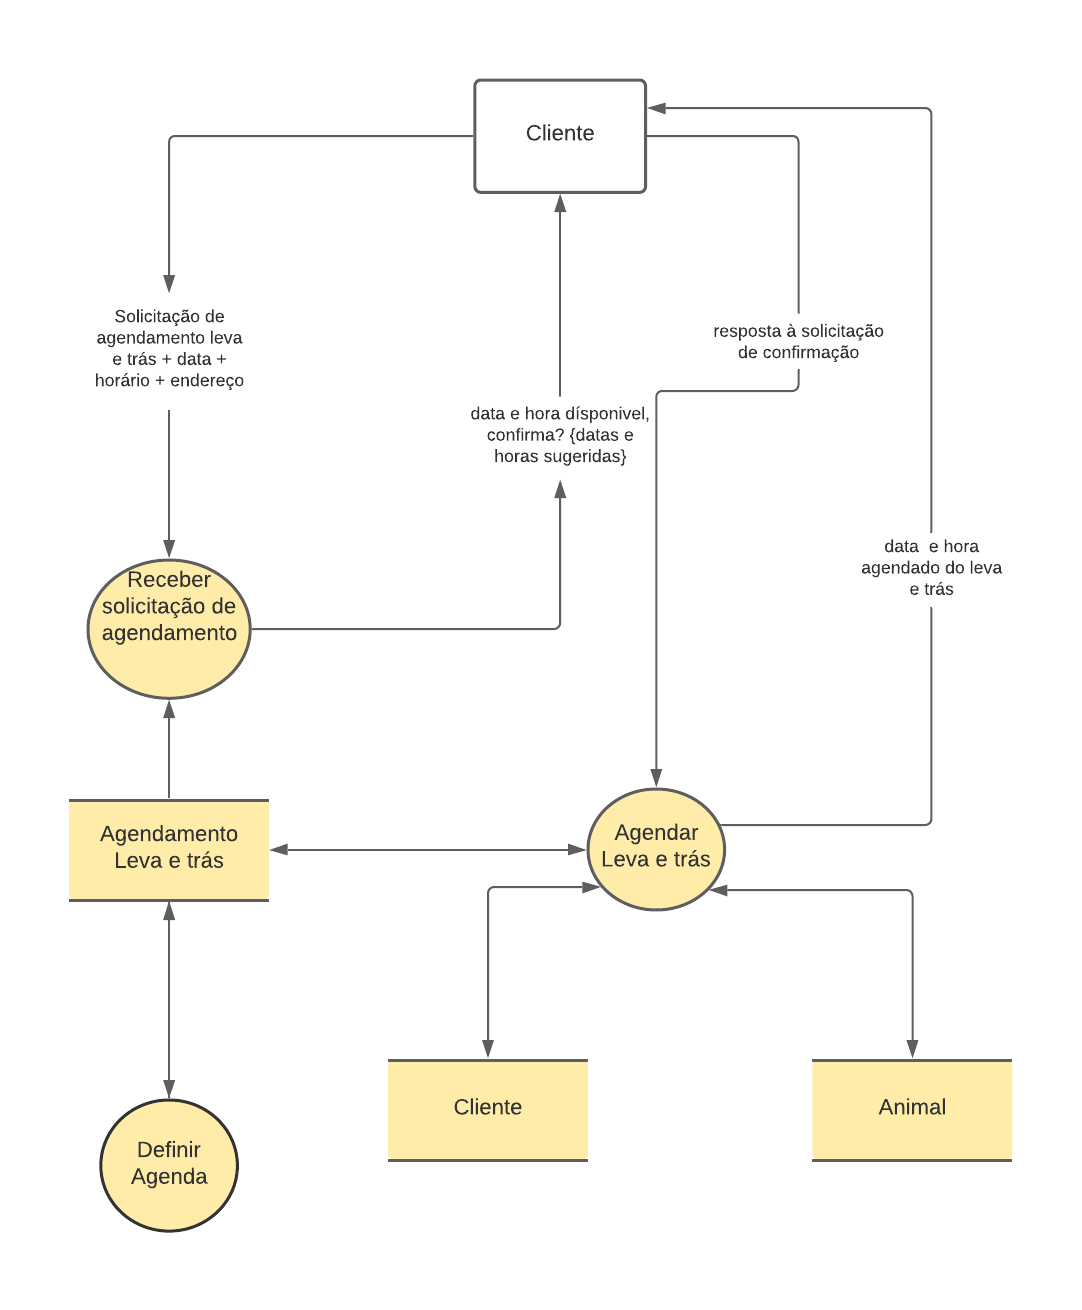 Cliente
Solicitação de
agendamento leva
e trás + data +
horário + endereço
resposta à solicitação
de confirmação
data e hora dísponivel,
confirma? {datas e
horas sugeridas}
data  e hora
agendado do leva
e trás
Receber
solicitação de
agendamento
Agendamento
Leva e trás
Agendar
Leva e trás
Cliente
Animal
Definir
Agenda